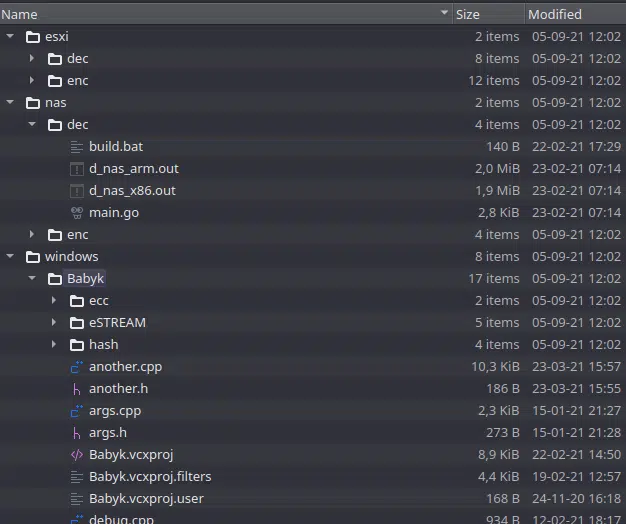 Name Size Modified
esxi 2 items 05-09-21 12:02
dec 8 items 05-09-21 12:02
enc 12 items 05-09-21 12:02
nas 2 items 05-09-21 12:02
dec 4 items 05-09-21 12:02
build.bat 140 B 22-02-21 17:29
d_nas_arm.out 2,0 MiB 23-02-21 07:14
d_nas_x86.out 1,9 MiB 23-02-21 07:14
main.go 2,8 KiB 23-02-21 07:14
enc 4 items 05-09-21 12:02
windows 8 items 05-09-21 12:02
Babyk 17 items 05-09-21 12:02
ecc 2 items 05-09-21 12:02
eSTREAM 5 items 05-09-21 12:02
hash 4 items 05-09-21 12:02
another.cpp 10,3 KiB 23-03-21 15:57
another.h 186 B 23-03-21 15:55
args.cpp 2,3 KiB 15-01-21 21:27
args.h 273 B 15-01-21 21:28
Babyk.vcxproj 8,9 KiB 22-02-21 14:50
Babyk.vcxproj.filters 4,4 KiB 19-02-21 12:57
Babyk.vcxproj.user 168 B 24-11-20 16:18
debug.cpp 934 B 12-02-21 18:17